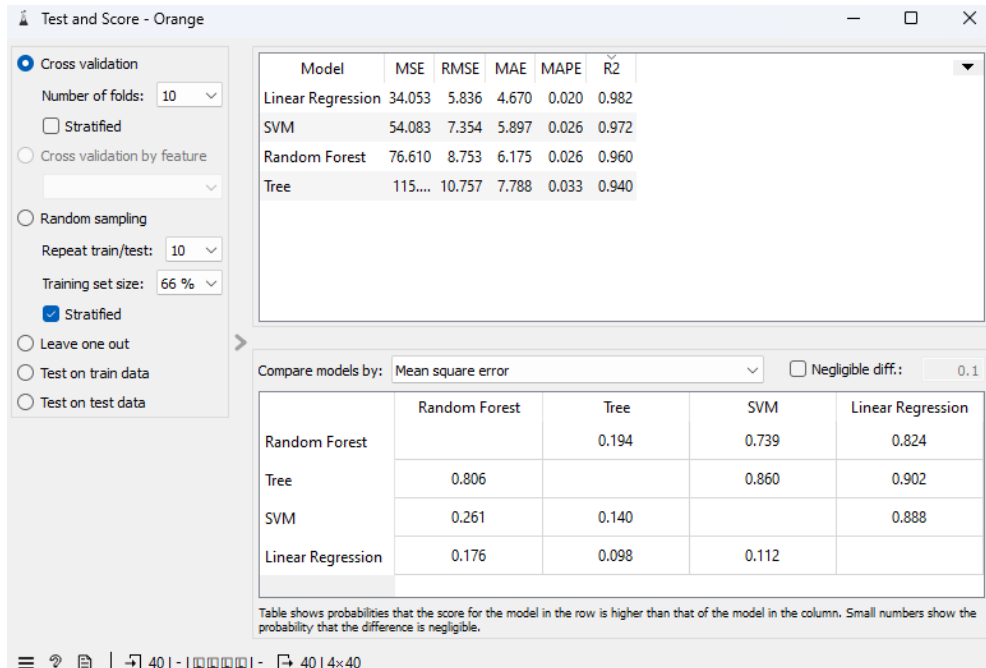 Test and Score - Orange
Cross validation
Number of folds: 10
Stratified
Cross validation by feature
Random sampling
Repeat train/test: 10
Training set size: 66 %
Stratified
Leave one out
Test on train data
Test on test data
Model MSE RMSE MAE MAPE R2
Linear Regression 34.053 5.836 4.670 0.020 0.982
SVM 54.083 7.354 5.897 0.026 0.972
Random Forest 76.610 8.753 6.175 0.026 0.960
Tree 115.... 10.757 7.788 0.033 0.940
Compare models by: Mean square error Negligible diff.: 0.1
Random Forest Tree SVM Linear Regression
Random Forest 0.194 0.739 0.824
Tree 0.806 0.860 0.902
SVM 0.261 0.140 0.888
Linear Regression 0.176 0.098 0.112
Table shows probabilities that the score for the model in the row is higher than that of the model in the column. Small numbers show the
probability that the difference is negligible.
40 | - | - 40 | 4×40